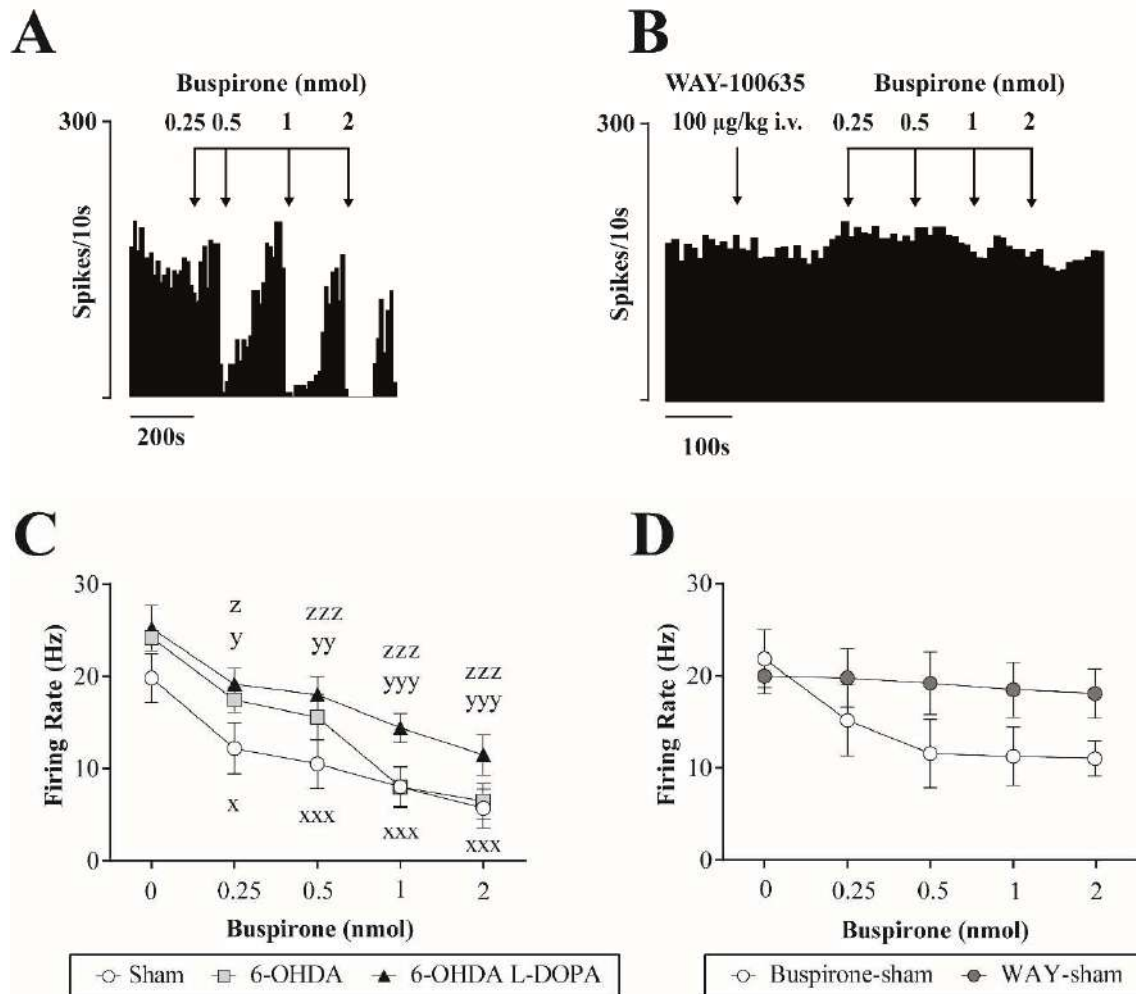 A
Buspirone (nmol)
300
0.25 0.5 1 2
Spikes/10s
200s
B
WAY-100635 Buspirone (nmol)
300
100 µg/kg i.v. 0.25 0.5 1 2
Spikes/10s
100s
C
30
20
10
0
Firing Rate (Hz)
z zzz zzz zzz
y yy yyy yyy
x xxx xxx xxx
0 0.25 0.5 1 2
Buspirone (nmol)
Sham 6-OHDA 6-OHDA L-DOPA
D
30
20
10
0
Firing Rate (Hz)
0 0.25 0.5 1 2
Buspirone (nmol)
Buspirone-sham WAY-sham